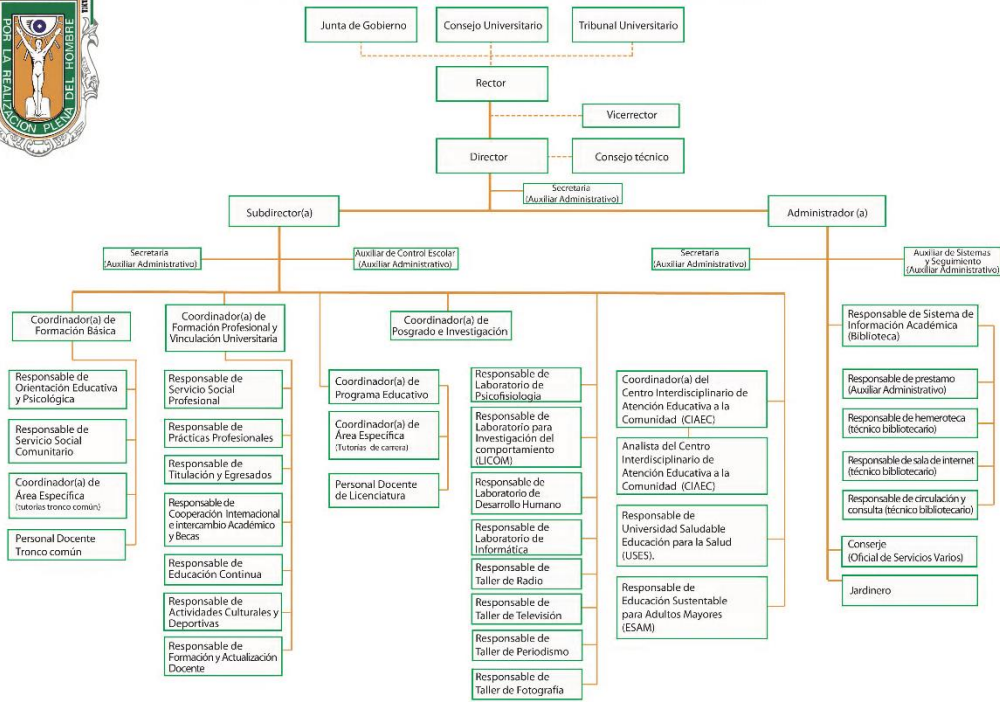 POR LA REALIZACION PLENA DEL HOMBRE
Junta de Gobierno
Consejo Universitario
Tribunal Universitario
Rector
Vicerrector
Director
Consejo técnico
Secretaria
(Auxiliar Administrativo)
Subdirector(a)
Administrador (a)
Secretaria
(Auxiliar Administrativo)
Auxiliar de Control Escolar
(Auxiliar Administrativo)
Secretaria
(Auxiliar Administrativo)
Auxiliar de Sistemas
y Seguimiento
(Auxiliar Administrativo)
Coordinador(a) de
Formación Básica
Responsable de
Orientación Educativa
y Psicológica
Responsable de
Servicio Social
Comunitario
Coordinador(a) de
Área Específica
(tutorias tronco común)
Personal Docente
Tronco común
Coordinador(a) de
Formación Profesional y
Vinculación Universitaria
Responsable de
Servicio Social
Profesional
Responsable de
Prácticas Profesionales
Responsable de
Titulación y Egresados
Responsable de
Cooperación Internacional
e intercambio Académico
y Becas
Responsable de
Educación Continua
Responsable de
Actividades Culturales y
Deportivas
Responsable de
Formación y Actualización
Docente
Coordinador(a) de
Posgrado e Investigación
Coordinador(a) de
Programa Educativo
Coordinador(a) de
Área Específica
(Tutorías de carrera)
Personal Docente
de Licenciatura
Responsable de
Laboratorio de
Psicofisiología
Responsable de
Laboratorio para
Investigación del
comportamiento
(LICOM)
Responsable de
Laboratorio de
Desarrollo Humano
Responsable de
Laboratorio de
Informática
Responsable de
Taller de Radio
Responsable de
Taller de Televisión
Responsable de
Taller de Periodismo
Responsable de
Taller de Fotografía
Coordinador(a) del
Centro Interdisciplinario de
Atención Educativa a la
Comunidad (CIAEC)
Analista del Centro
Interdisciplinario de
Atención Educativa a la
Comunidad (CIAEC)
Responsable de
Universidad Saludable
Educación para la Salud
(USES).
Responsable de
Educación Sustentable
para Adultos Mayores
(ESAM)
Responsable de Sistema de
Información Académica
(Biblioteca)
Responsable de prestamo
(Auxiliar Administrativo)
Responsable de hemeroteca
(técnico bibliotecario)
Responsable de sala de internet
(técnico bibliotecario)
Responsable de circulación y
consulta (técnico bibliotecario)
Conserje
(Oficial de Servicios Varios)
Jardinero